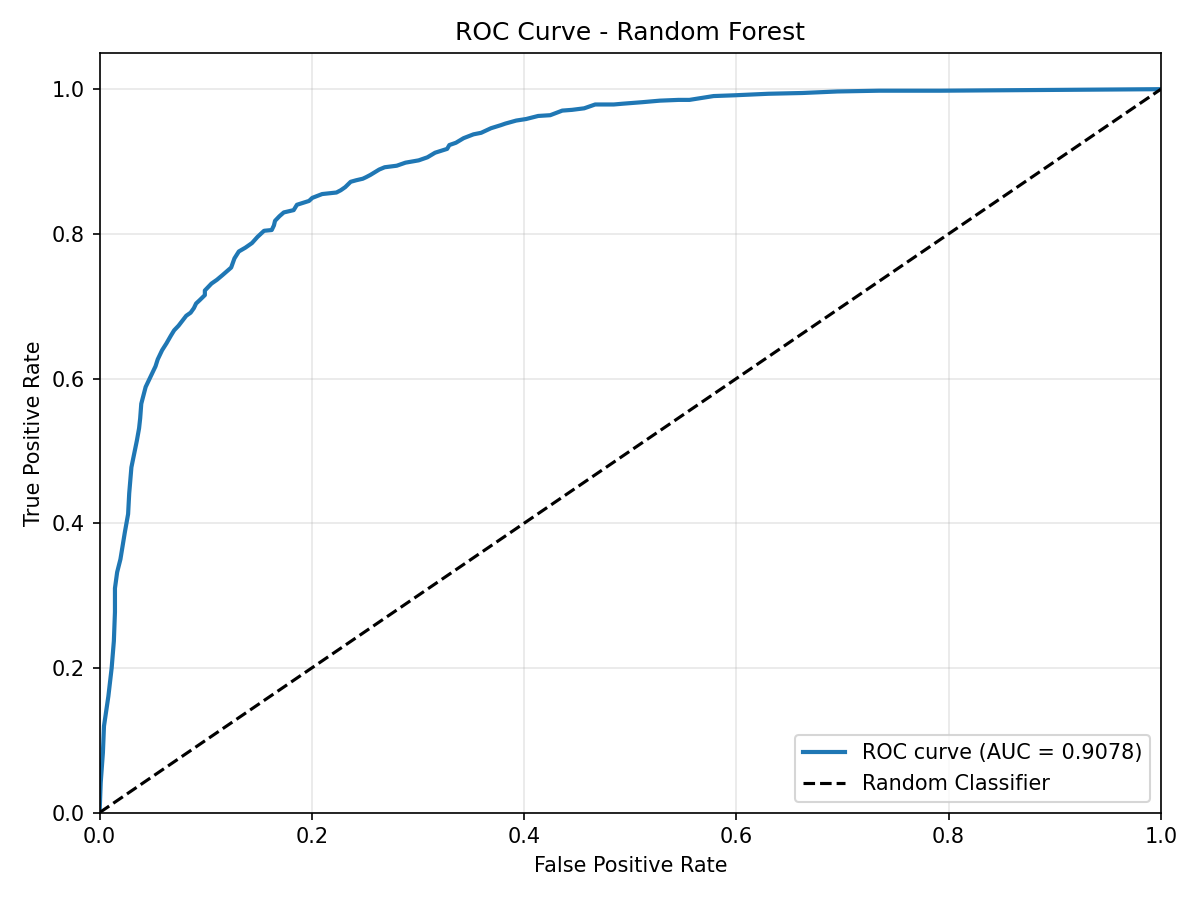 ROC Curve - Random Forest
1.0
0.8
0.6
0.4
0.2
0.0
True Positive Rate
0.0 0.2 0.4 0.6 0.8 1.0
False Positive Rate
ROC curve (AUC = 0.9078)
Random Classifier